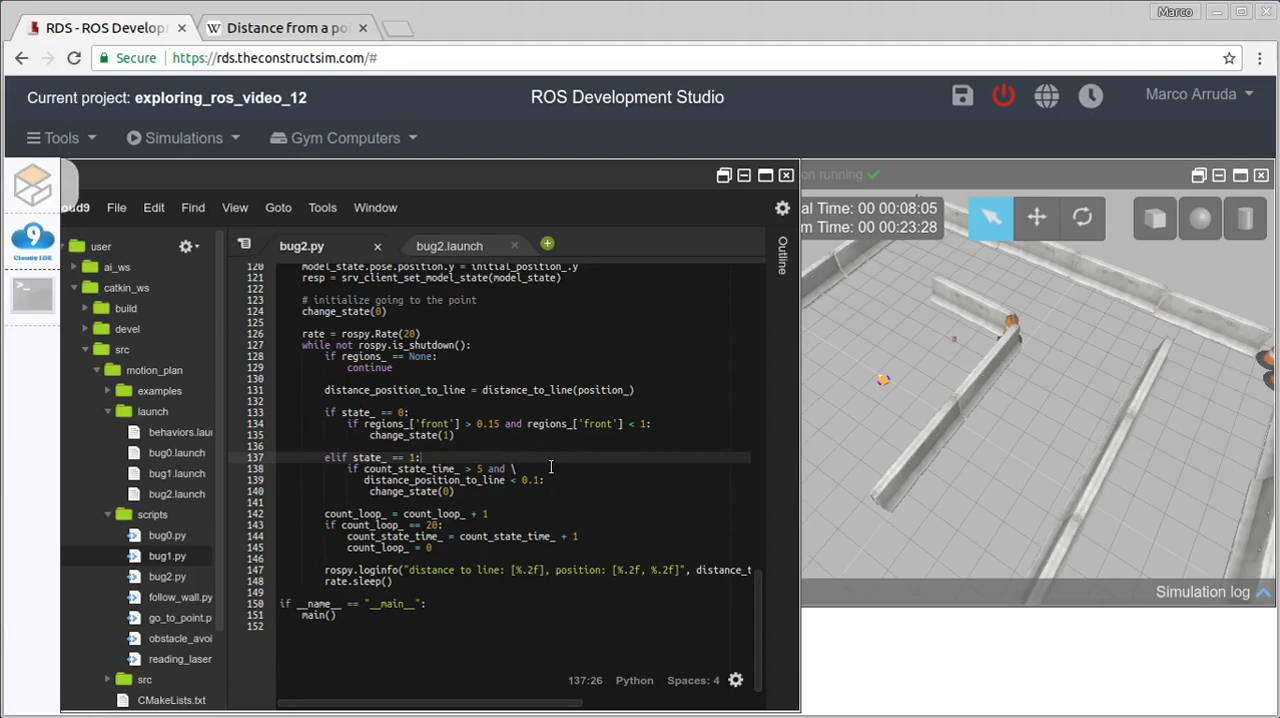 Marco
RDS - ROS Develop
Distance from a po
Secure
https://rds.theconstructsim.com/#
Current project: exploring_ros_video_12
ROS Development Studio
Marco Arruda
Tools
Simulations
Gym Computers
on running
oud9 File Edit Find View Goto Tools Window
al Time: 00 00:08:05
m Time: 00 00:23:28
user
ai_ws
catkin_ws
build
devel
src
motion_plan
examples
launch
behaviors.laun
bug0.launch
bug1.launch
bug2.launch
scripts
bug0.py
bug1.py
bug2.py
follow_wall.py
go_to_point.p
obstacle_avoi
reading_laser
src
CMakeLists.txt
bug2.py
bug2.launch
Outline
120 model_state.pose.position.y = initial_position_.y
121 resp = srv_client_set_model_state(model_state)
122
123 # initialize going to the point
124 change_state(0)
125
126 rate = rospy.Rate(20)
127 while not rospy.is_shutdown():
128 if regions_ == None:
129 continue
130
131 distance_position_to_line = distance_to_line(position_)
132
133 if state_ == 0:
134 if regions_['front'] > 0.15 and regions_['front'] < 1:
135 change_state(1)
136
137 elif state_ == 1:
138 if count_state_time_ > 5 and \
139 distance_position_to_line < 0.1:
140 change_state(0)
141
142 count_loop_ = count_loop_ + 1
143 if count_loop_ == 20:
144 count_state_time_ = count_state_time_ + 1
145 count_loop_ = 0
146
147 rospy.loginfo("distance to line: [%.2f], position: [%.2f, %.2f]", distance_t
148 rate.sleep()
149
150 if __name__ == "__main__":
151 main()
152
137:26 Python Spaces: 4
Simulation log